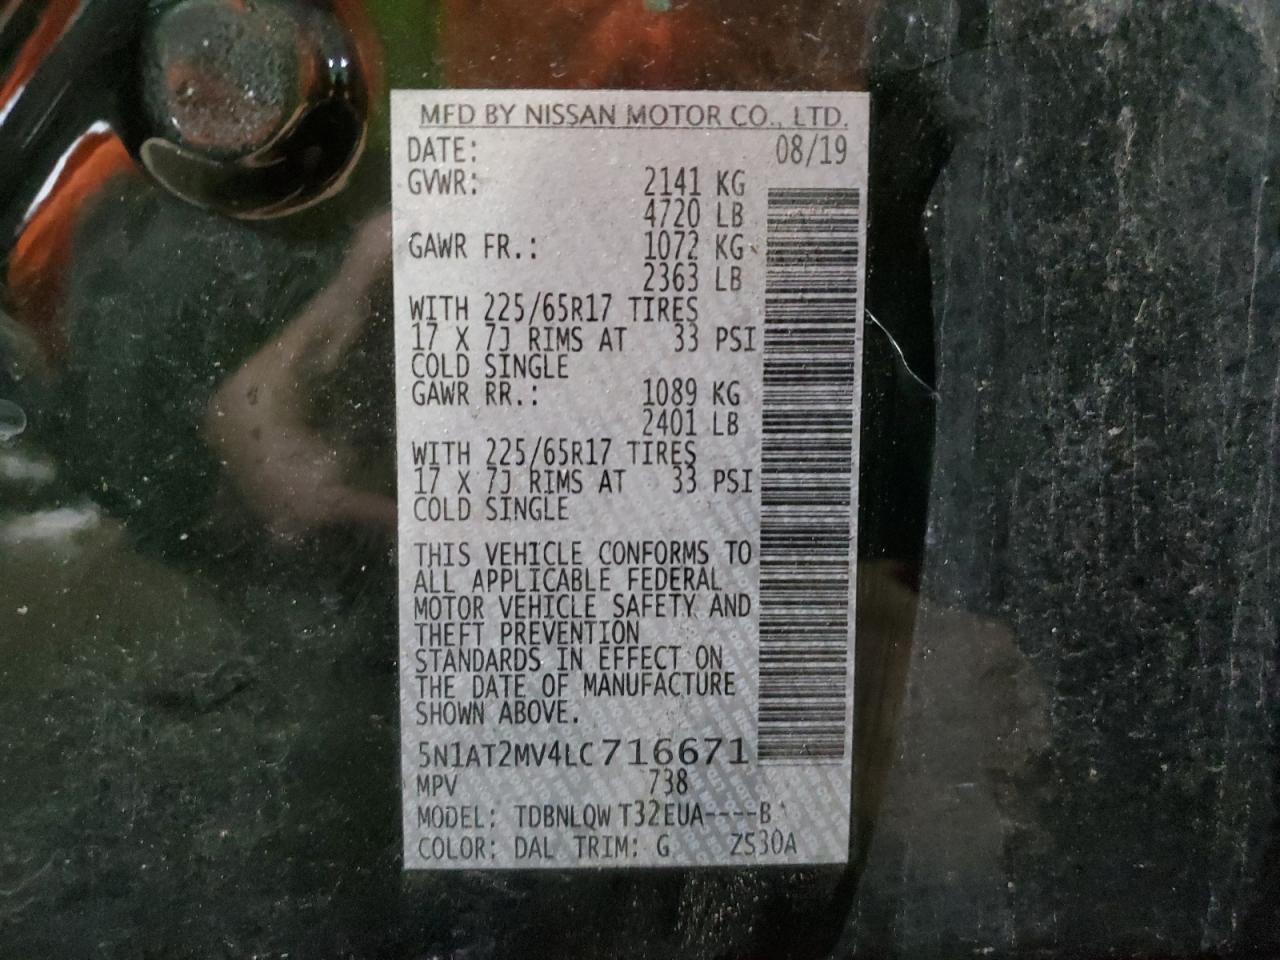 MFD BY NISSAN MOTOR CO., LTD.
DATE: 08/19
GVWR: 2141 KG
4720 LB
GAWR FR.: 1072 KG
2363 LB
WITH 225/65R17 TIRES
17 X 7J RIMS AT 33 PSI
COLD SINGLE
GAWR RR.: 1089 KG
2401 LB
WITH 225/65R17 TIRES
17 X 7J RIMS AT 33 PSI
COLD SINGLE
THIS VEHICLE CONFORMS TO
ALL APPLICABLE FEDERAL
MOTOR VEHICLE SAFETY AND
THEFT PREVENTION
STANDARDS IN EFFECT ON
THE DATE OF MANUFACTURE
SHOWN ABOVE.
5N1AT2MV4LC716671
MPV 738
MODEL: TDBNLQW T32EUA----B
COLOR: DAL TRIM: G ZS30A